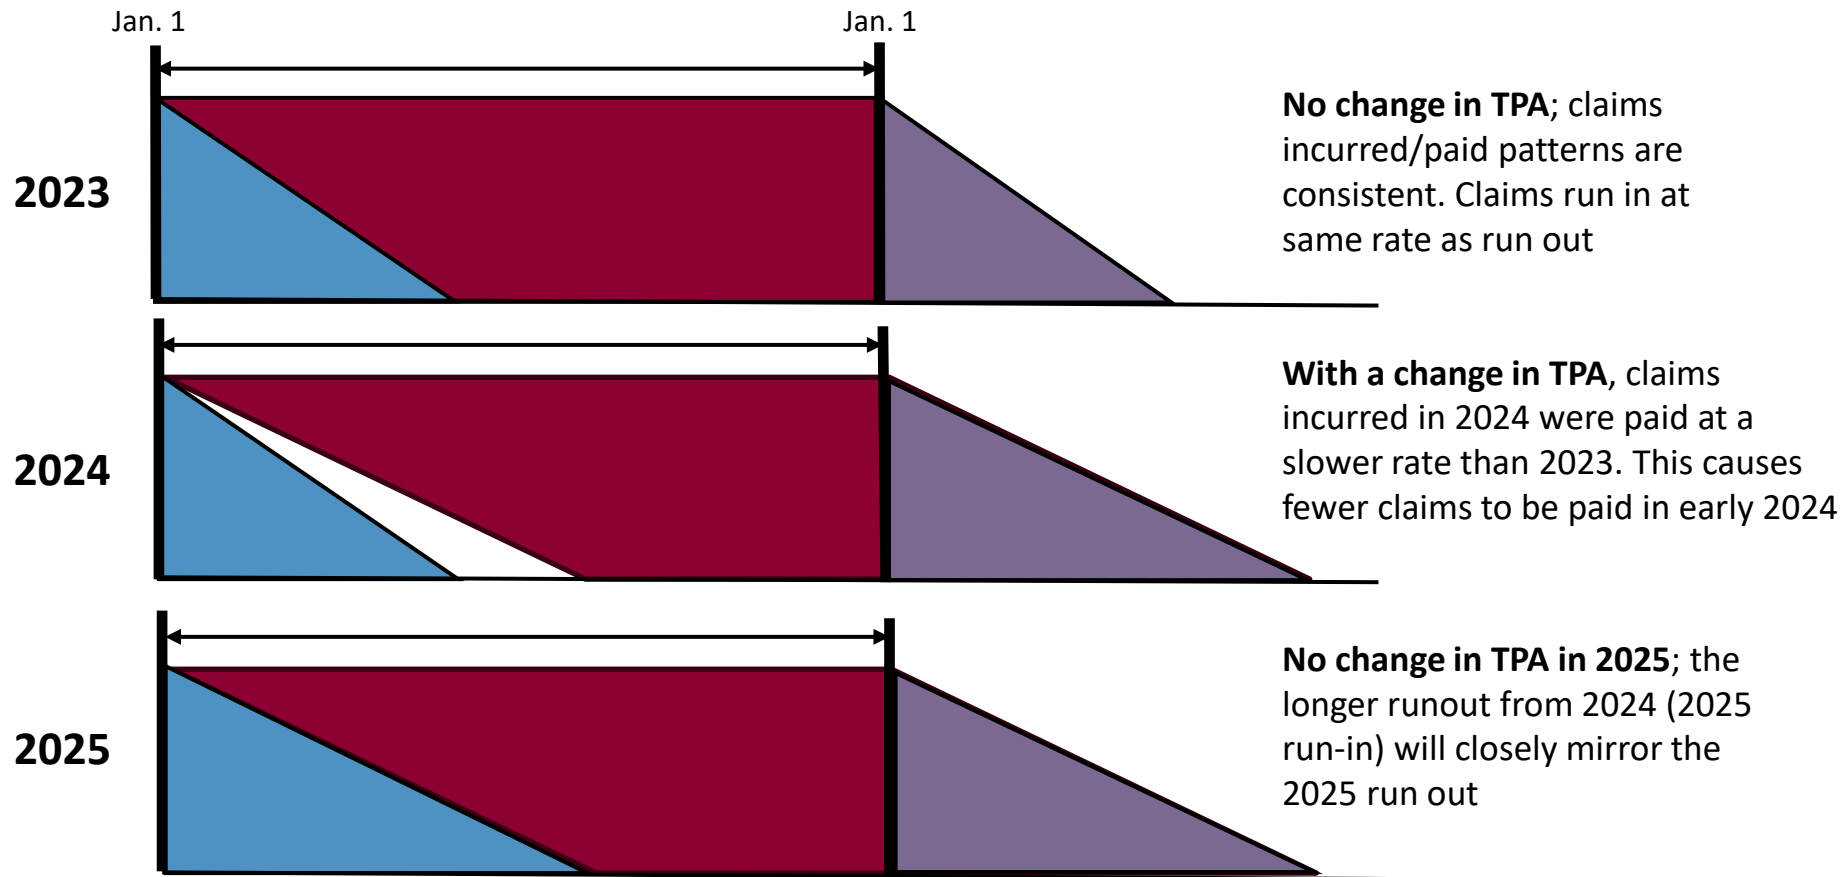 Jan. 1
Jan. 1
2023
No change in TPA; claims
incurred/paid patterns are
consistent. Claims run in at
same rate as run out
2024
With a change in TPA, claims
incurred in 2024 were paid at a
slower rate than 2023. This causes
fewer claims to be paid in early 2024
2025
No change in TPA in 2025; the
longer runout from 2024 (2025
run-in) will closely mirror the
2025 run out